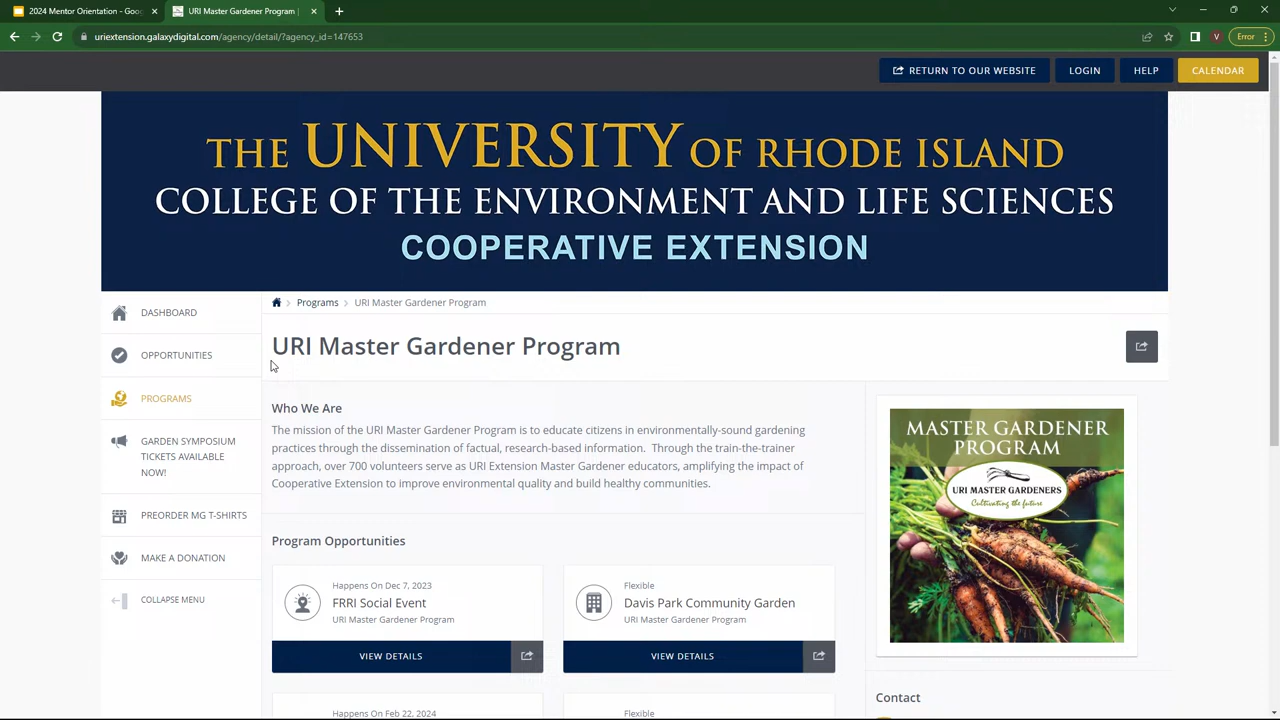 2024 Mentor Orientation - Goo
URI Master Gardener Program |
uriextension.galaxydigital.com/agency/detail/?agency_id=147653
V
Error
RETURN TO OUR WEBSITE
LOGIN
HELP
CALENDAR
THE UNIVERSITY OF RHODE ISLAND
COLLEGE OF THE ENVIRONMENT AND LIFE SCIENCES
COOPERATIVE EXTENSION
DASHBOARD
OPPORTUNITIES
PROGRAMS
GARDEN SYMPOSIUM
TICKETS AVAILABLE
NOW!
PREORDER MG T-SHIRTS
MAKE A DONATION
COLLAPSE MENU
Programs
URI Master Gardener Program
URI Master Gardener Program
Who We Are
The mission of the URI Master Gardener Program is to educate citizens in environmentally-sound gardening
practices through the dissemination of factual, research-based information. Through the train-the-trainer
approach, over 700 volunteers serve as URI Extension Master Gardener educators, amplifying the impact of
Cooperative Extension to improve environmental quality and build healthy communities.
Program Opportunities
Happens On Dec 7, 2023
FRRI Social Event
URI Master Gardener Program
VIEW DETAILS
Flexible
Davis Park Community Garden
URI Master Gardener Program
VIEW DETAILS
Happens On Feb 22, 2024
Flexible
MASTER GARDENER
PROGRAM
URI MASTER GARDENERS
Cultivating the future
Contact